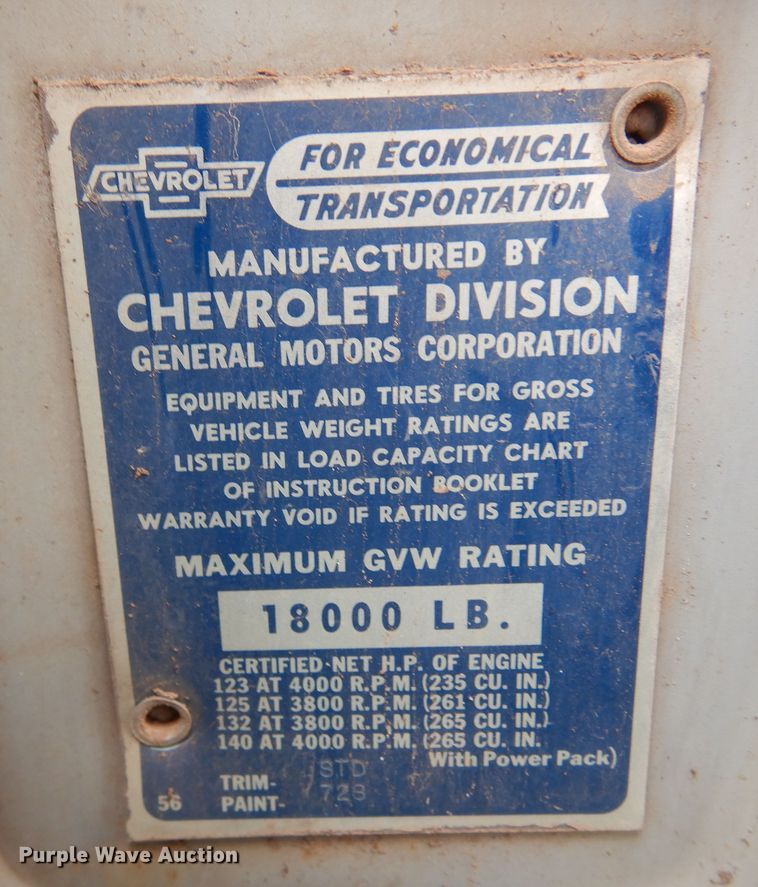 CHEVROLET
FOR ECONOMICAL
TRANSPORTATION
MANUFACTURED BY
CHEVROLET DIVISION
GENERAL MOTORS CORPORATION
EQUIPMENT AND TIRES FOR GROSS
VEHICLE WEIGHT RATINGS ARE
LISTED IN LOAD CAPACITY CHART
OF INSTRUCTION BOOKLET
WARRANTY VOID IF RATING IS EXCEEDED
MAXIMUM GVW RATING
18000 LB.
CERTIFIED NET H.P. OF ENGINE
123 AT 4000 R.P.M. (235 CU. IN.)
125 AT 3800 R.P.M. (261 CU. IN.)
132 AT 3800 R.P.M. (265 CU. IN.)
140 AT 4000 R.P.M. (265 CU. IN.
With Power Pack)
TRIM- STD
PAINT- 728
56
Purple Wave Auction